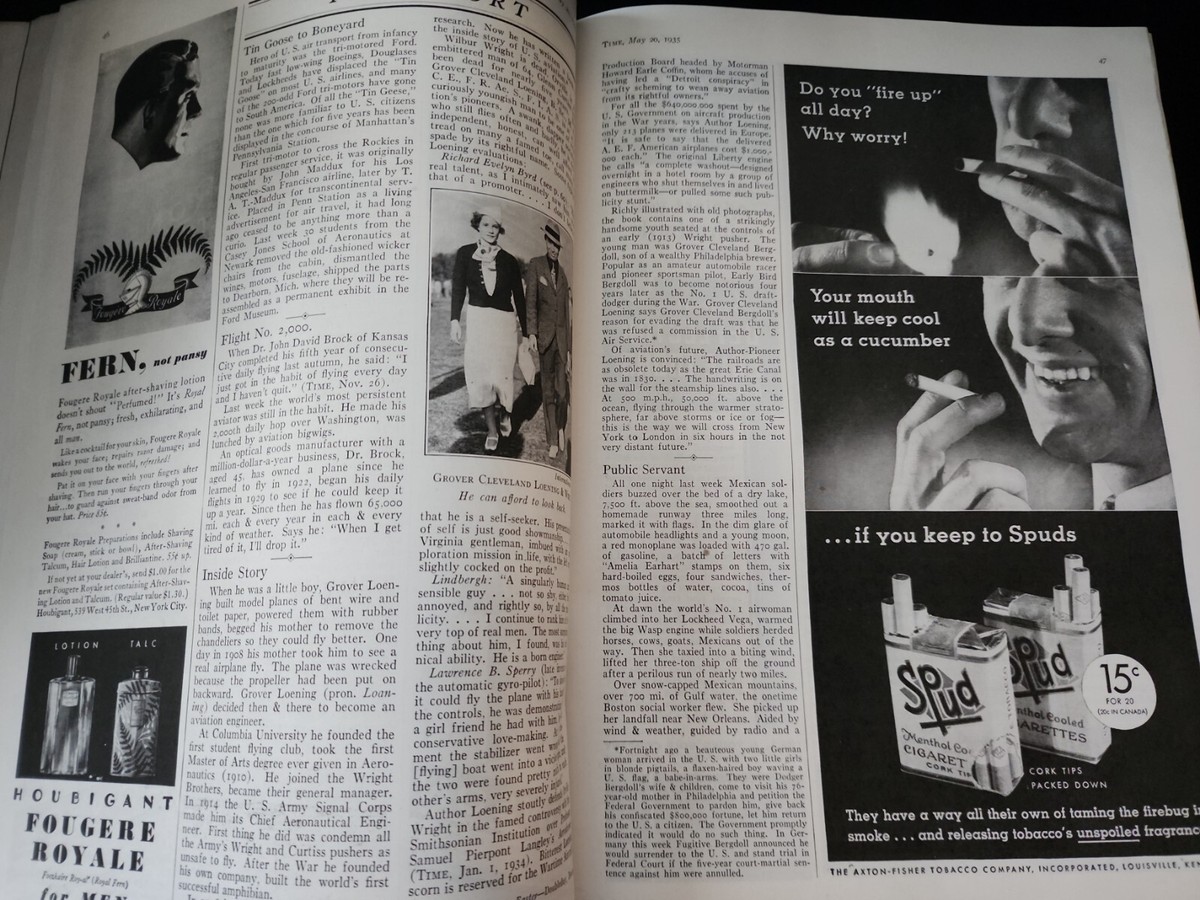 FERN, not pansy
Fougere Royale after-shaving lotion
doesn't shout "Perfumed!" It's Royal
Fern, not pansy; fresh, exhilarating, and
all man.
Like a cocktail for your skin, Fougere Royale
wakes your face; repairs razor damage; and
sends you out to the world, refreshed!
Pat it on your face with your fingers after
shaving. Then run your fingers through your
hair...to guard against sweat-band odor from
your hat. Price 85¢.
Fougere Royale Preparations include Shaving
Soap (cream, stick or bowl), After-Shaving
Talcum, Hair Lotion and Brilliantine. 55¢ up.
If not yet at your dealer's, send $1.00 for the
new Fougere Royale set containing After-Shav-
ing Lotion and Talcum. (Regular value $1.30.)
Houbigant, 539 West 45th St., New York City.
LOTION TALC
HOUBIGANT
FOUGERE
ROYALE
Fougere Royale
Tin Goose to Boneyard
Hero of U. S. air transport from infancy
to maturity was the tri-motored Ford.
Today fast low-wing Boeings, Douglases
and Lockheeds have displaced the "Tin
Goose" on most U. S. airlines, and many
of the 200-odd Ford tri-motors have gone
to South America. Of all the "Tin Geese,"
none was more familiar to U. S. citizens
than the one which for five years has been
displayed in the concourse of Manhattan's
Pennsylvania Station.
First tri-motor to cross the Rockies in
regular passenger service, it was originally
bought by John Maddux for his Los
Angeles-San Francisco airline, later by T.
A. T.-Maddux for transcontinental serv-
ice. Placed in Penn Station as a living
advertisement for air travel, it had long
ago ceased to be anything more than a
curio. Last week 30 students from the
Casey Jones School of Aeronautics at
Newark removed the old-fashioned wicker
chairs from the cabin, dismantled the
wings, motors, fuselage, shipped the parts
to Dearborn, Mich. where they will be re-
assembled as a permanent exhibit in the
Ford Museum.
Flight No. 2,000.
When Dr. John David Brock of Kansas
City completed his fifth year of consecu-
tive daily flying last autumn, he said: "I
just got in the habit of flying every day
and I haven't quit." (TIME, Nov. 26).
Last week the world's most persistent
aviator was still in the habit. He made his
2,000th daily hop over Washington, was
lunched by aviation bigwigs.
An optical goods manufacturer with a
million-dollar-a-year business, Dr. Brock,
aged 45, has owned a plane since he
learned to fly in 1922, began his daily
flights in 1929 to see if he could keep it
up a year. Since then he has flown 65,000
mi. each & every year in each & every
kind of weather. Says he: "When I get
tired of it, I'll drop it."
Inside Story
When he was a little boy, Grover Loen-
ing built model planes of bent wire and
toilet paper, powered them with rubber
bands, begged his mother to remove the
chandeliers so they could fly better. One
day in 1908 his mother took him to see a
real airplane fly. The plane was wrecked
because the propeller had been put on
backward. Grover Loening (pron. Loan-
ing) decided then & there to become an
aviation engineer.
At Columbia University he founded the
first student flying club, took the first
Master of Arts degree ever given in Aero-
nautics (1910). He joined the Wright
Brothers, became their general manager.
In 1914 the U. S. Army Signal Corps
made him its Chief Aeronautical Engi-
neer. First thing he did was condemn all
the Army's Wright and Curtiss pushers as
unsafe to fly. After the War he founded
his own company, built the world's first
successful amphibian.
research. Now he has written
the inside story of U. S.
Wilbur Wright is dead,
embittered man of
been dead for nearly
Grover Cleveland Loening,
C. E., F. R. Ae. S.,
curiously youngish man
tion's pioneers. A
who still flies often and
independent, honest,
tread on many a famed
spade by its rightful name.
Loening evaluations:
Richard Evelyn Byrd
real talent, as I intimately
that of a promoter. . . .
GROVER CLEVELAND LOENING &
He can afford to look back
that he is a self-seeker. His
of self is just good showmanship.
Virginia gentleman, imbued with
ploration mission in life, with the
slightly cocked on the profit."
Lindbergh: "A singularly
sensible guy . . . not so shy,
annoyed, and rightly so, by all
licity. . . . I continue to rank him
very top of real men. The most
thing about him, I found, was
nical ability. He is a born engineer
Lawrence B. Sperry (late
the automatic gyro-pilot):
it could fly the plane with
the controls, he was demonstrating
a girl friend he had with him
conservative love-making.
ment the stabilizer went
[flying] boat went into a
the two were found pretty
other's arms, very severely
Author Loening stoutly
Wright in the famed controversy
Smithsonian Institution over
Samuel Pierpont Langley's
(TIME, Jan. 1, 1934).
scorn is reserved for the Wartime
TIME, May 20, 1935
47
Production Board headed by Motorman
Howard Earle Coffin, whom he accuses of
having led a "Detroit conspiracy" in
"crafty scheming to wean away aviation
from its rightful owners."
For all the $640,000,000 spent by the
U. S. Government on aircraft production
in the War years, says Author Loening,
only 213 planes were delivered in Europe.
"It is safe to say that the delivered
A. E. F. American airplanes cost $1,000,-
000 each." The original Liberty engine
he calls "a complete washout—designed
overnight in a hotel room by a group of
engineers who shut themselves in and lived
on buttermilk—or pulled some such pub-
licity stunt."
Richly illustrated with old photographs,
the book contains one of a strikingly
handsome youth seated at the controls of
an early (1913) Wright pusher. The
young man was Grover Cleveland Berg-
doll, son of a wealthy Philadelphia brewer.
Popular as an amateur automobile racer
and pioneer sportsman pilot, Early Bird
Bergdoll was to become notorious four
years later as the No. 1 U. S. draft-
dodger during the War. Grover Cleveland
Loening says Grover Cleveland Bergdoll's
reason for evading the draft was that he
was refused a commission in the U. S.
Air Service.*
Of aviation's future, Author-Pioneer
Loening is convinced: "The railroads are
as obsolete today as the great Erie Canal
was in 1830. . . . The handwriting is on
the wall for the steamship lines also. . . .
At 500 m.p.h., 50,000 ft. above the
ocean, flying through the warmer strato-
sphere, far above storms or ice or fog—
this is the way we will cross from New
York to London in six hours in the not
very distant future."
Public Servant
All one night last week Mexican sol-
diers buzzed over the bed of a dry lake,
7,500 ft. above the sea, smoothed out a
homemade runway three miles long,
marked it with flags. In the dim glare of
automobile headlights and a young moon,
a red monoplane was loaded with 470 gal.
of gasoline, a batch of letters with
"Amelia Earhart" stamps on them, six
hard-boiled eggs, four sandwiches, ther-
mos bottles of water, cocoa, tins of
tomato juice.
At dawn the world's No. 1 airwoman
climbed into her Lockheed Vega, warmed
the big Wasp engine while soldiers herded
horses, cows, goats, Mexicans out of the
way. Then she taxied into a biting wind,
lifted her three-ton ship off the ground
after a perilous run of nearly two miles.
Over snow-capped Mexican mountains,
over 700 mi. of Gulf water, the onetime
Boston social worker flew. She picked up
her landfall near New Orleans. Aided by
wind & weather, guided by radio and a
*Fortnight ago a beauteous young German
woman arrived in the U. S. with two little girls
in blonde pigtails, a flaxen-haired boy waving a
U. S. flag, a babe-in-arms. They were Dodger
Bergdoll's wife & children, come to visit his 76-
year-old mother in Philadelphia and petition the
Federal Government to pardon him, give back
his confiscated $800,000 fortune, let him return
to the U. S. a citizen. The Government promptly
indicated it would do no such thing. In Ger-
many this week Fugitive Bergdoll announced he
would surrender to the U. S. and stand trial in
Federal Court if the five-year court-martial sen-
tence against him were annulled.
Do you "fire up"
all day?
Why worry!
Your mouth
will keep cool
as a cucumber
...if you keep to Spuds
Spud
Menthol
CIGARET
CORK TIP
Spud
Menthol-Cooled
CIGARETTES
15¢
FOR 20
(20c IN CANADA)
CORK TIPS
PACKED DOWN
They have a way all their own of taming the firebug in
smoke...and releasing tobacco's unspoiled fragrance
THE AXTON-FISHER TOBACCO COMPANY, INCORPORATED, LOUISVILLE,